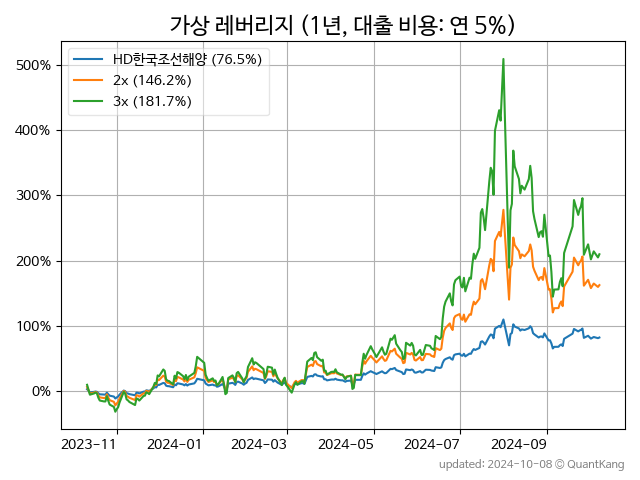 가상 레버리지 (1년, 대출 비용: 연 5%)
HD한국조선해양 (76.5%)
2x (146.2%)
3x (181.7%)
500%
400%
300%
200%
100%
0%
2023-11 2024-01 2024-03 2024-05 2024-07 2024-09
updated: 2024-10-08 © QuantKang